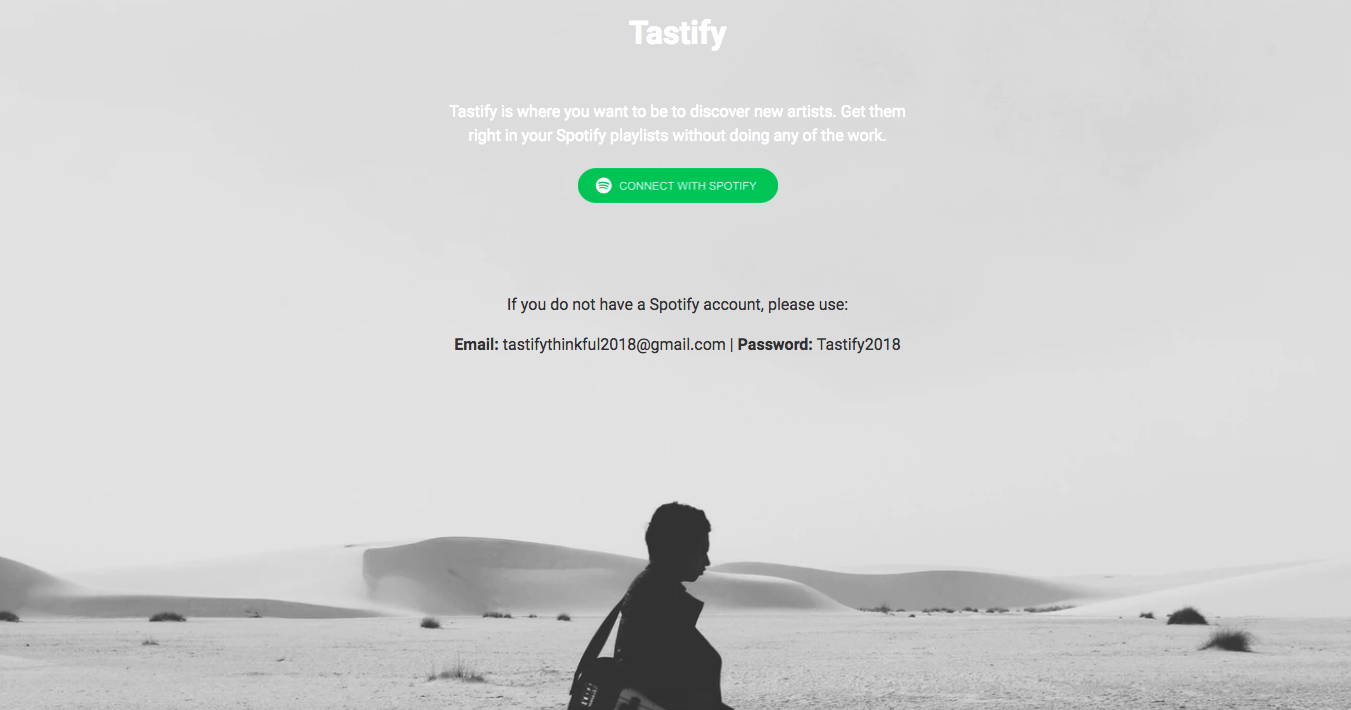 Tastify
Tastify is where you want to be to discover new artists. Get them
right in your Spotify playlists without doing any of the work.
CONNECT WITH SPOTIFY
If you do not have a Spotify account, please use:
Email: tastifythinkful2018@gmail.com | Password: Tastify2018